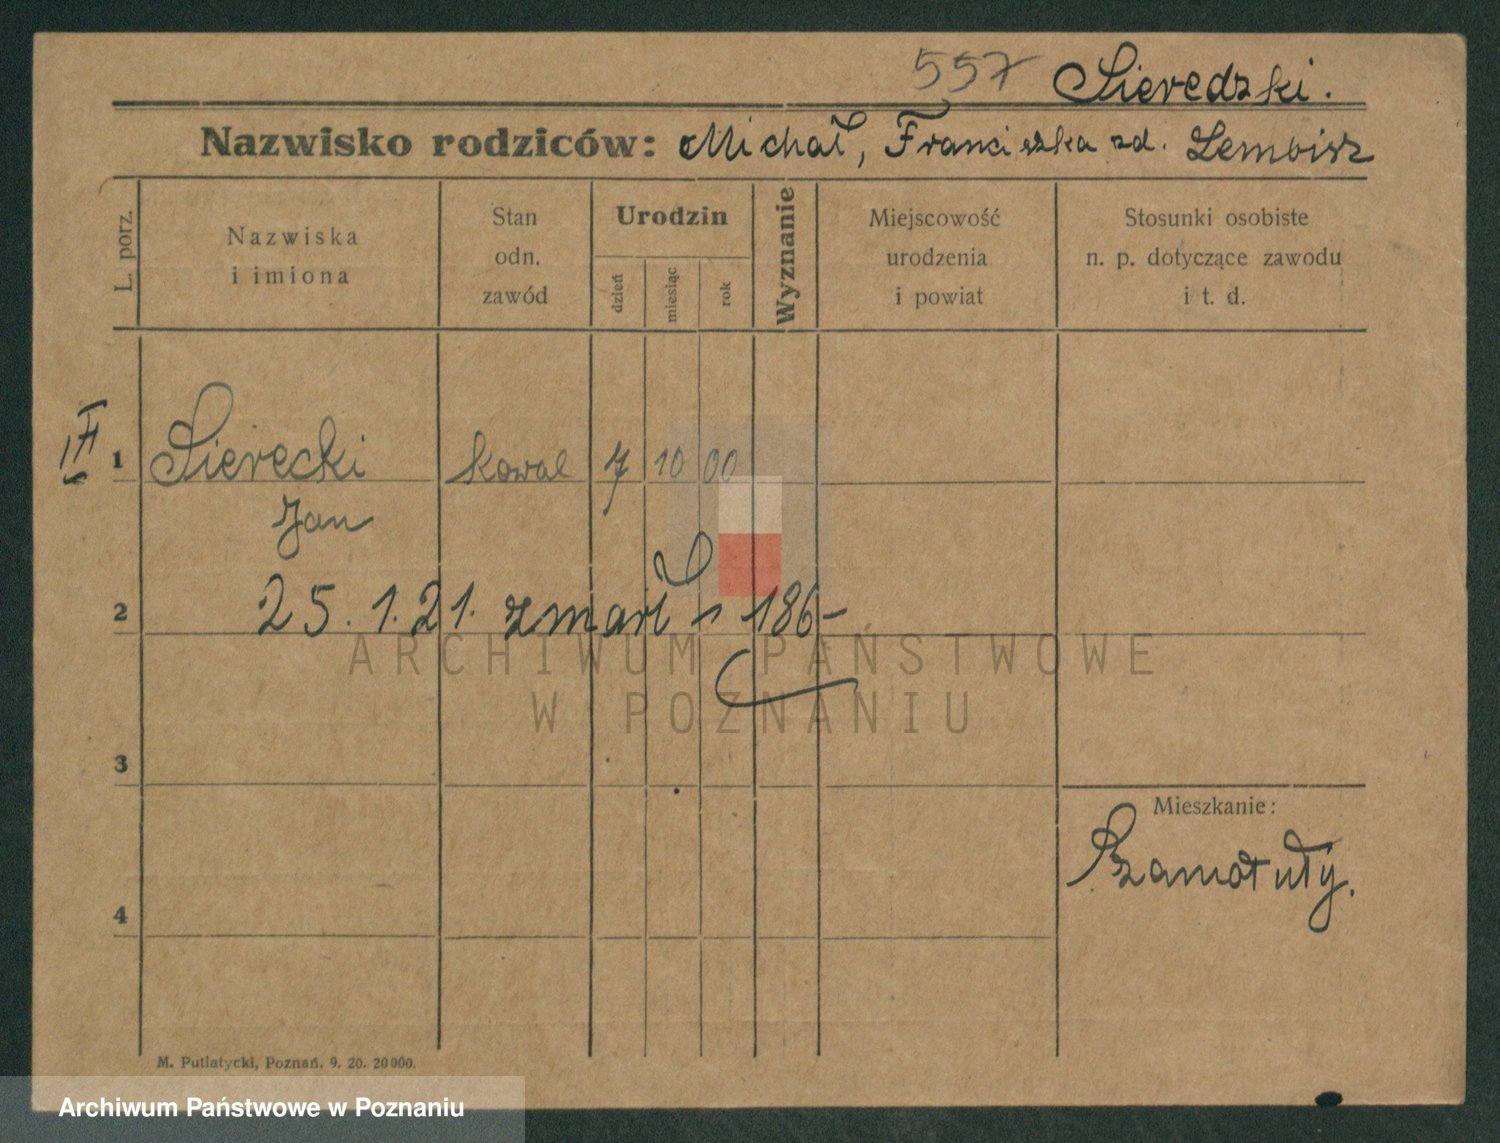 557 Sieredzki.
Nazwisko rodziców: Michał, Franciszka zd. Lembisz
L. porz.
Nazwiska
i imiona
Stan
odn.
zawód
Urodzin
dzień
miesiąc
rok
Wyznanie
Miejscowość
urodzenia
i powiat
Stosunki osobiste
n. p. dotyczące zawodu
i t. d.
1 Sierecki kowal 7 10 00
Jan
2 25. 1. 21. zmarł - 186 -
ARCHIWUM PAŃSTWOWE
W POZNANIU
3
Mieszkanie:
Szamotuły.
4
M. Putiatycki, Poznań. 9. 20. 20000.
Archiwum Państwowe w Poznaniu